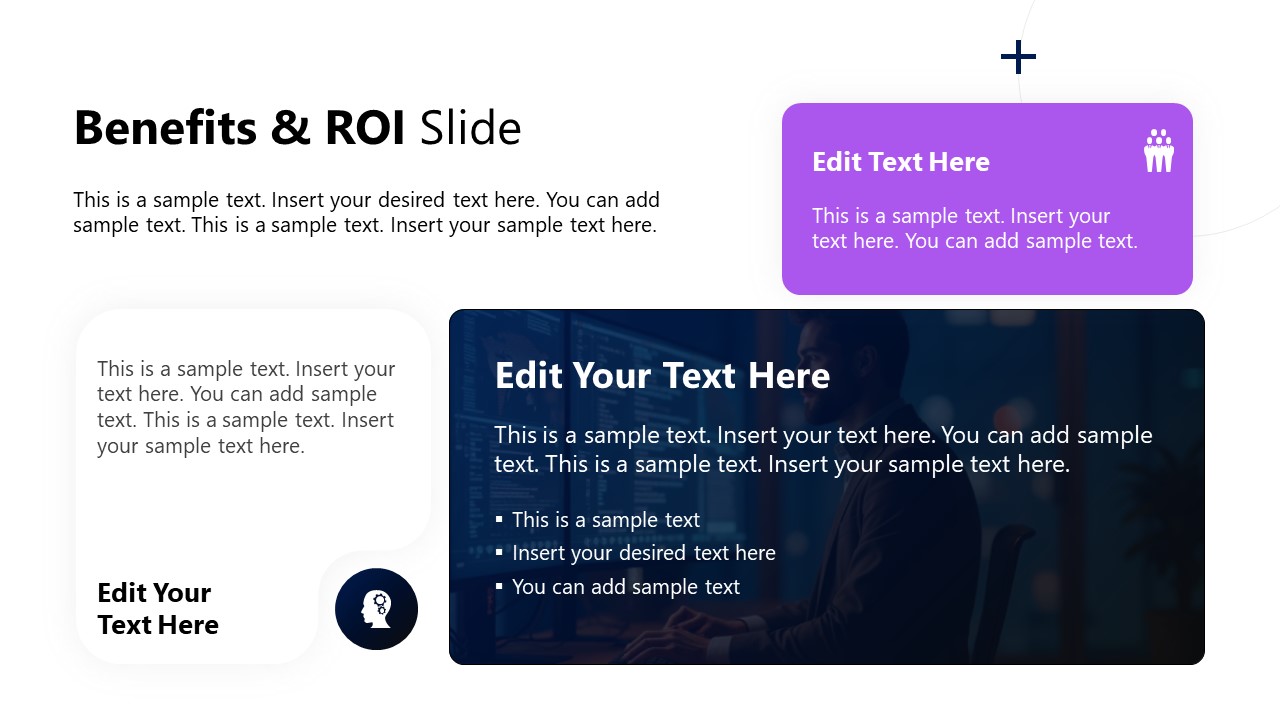 Benefits & ROI Slide
This is a sample text. Insert your desired text here. You can add
sample text. This is a sample text. Insert your sample text here.
Edit Text Here
This is a sample text. Insert your
text here. You can add sample text.
This is a sample text. Insert your
text here. You can add sample
text. This is a sample text. Insert
your sample text here.
Edit Your
Text Here
Edit Your Text Here
This is a sample text. Insert your text here. You can add sample
text. This is a sample text. Insert your sample text here.
▪ This is a sample text
▪ Insert your desired text here
▪ You can add sample text